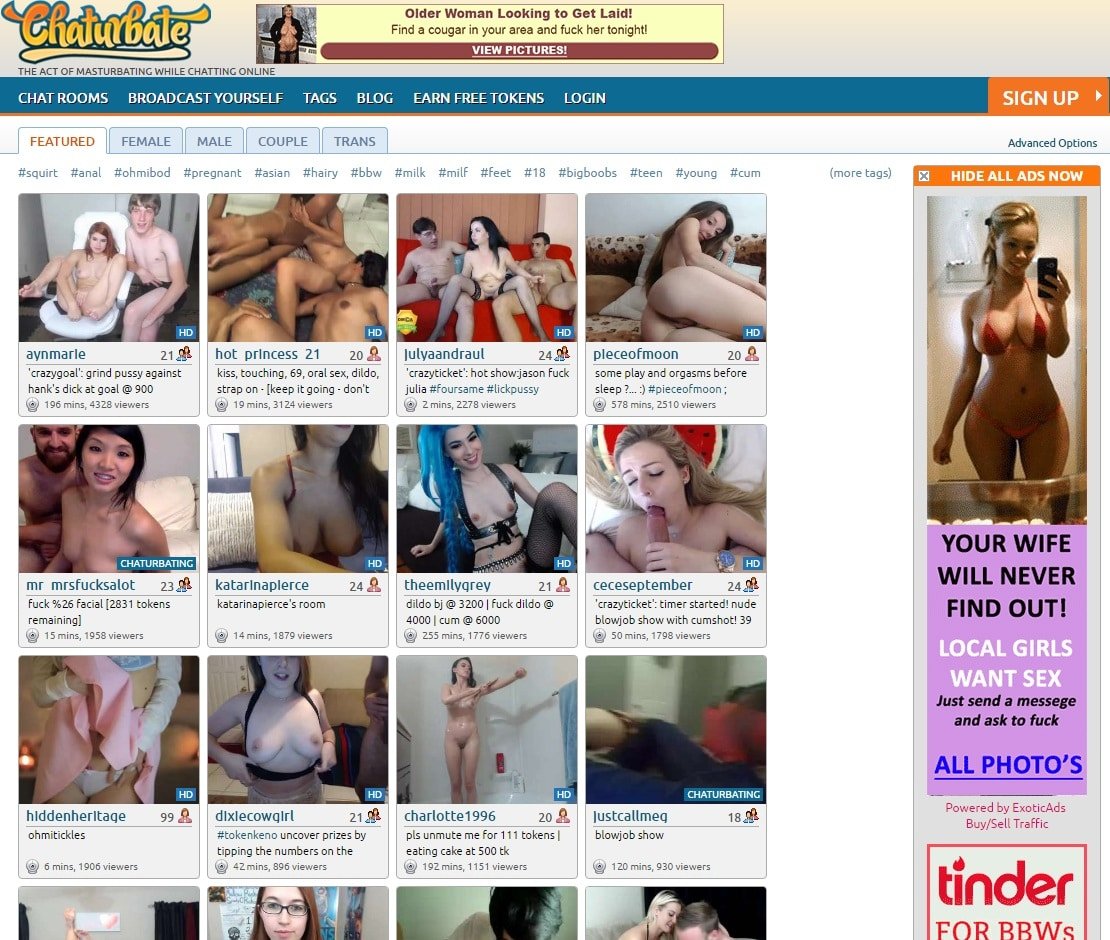 Chaturbate
THE ACT OF MASTURBATING WHILE CHATTING ONLINE
Older Woman Looking to Get Laid!
Find a cougar in your area and fuck her tonight!
VIEW PICTURES!
CHAT ROOMS BROADCAST YOURSELF TAGS BLOG EARN FREE TOKENS LOGIN SIGN UP
FEATURED FEMALE MALE COUPLE TRANS
Advanced Options
#squirt #anal #ohmibod #pregnant #asian #hairy #bbw #milk #milf #feet #18 #bigboobs #teen #young #cum (more tags)
HD
aynmarie 21
'crazygoal': grind pussy against
hank's dick at goal @ 900
196 mins, 4328 viewers
HD
hot_princess_21 20
kiss, touching, 69, oral sex, dildo,
strap on - [keep it going - don't
19 mins, 3124 viewers
HD
julyaandraul 24
'crazyticket': hot show:jason fuck
julia #foursame #lickpussy
2 mins, 2278 viewers
HD
pieceofmoon 20
some play and orgasms before
sleep ?... :) #pieceofmoon ;
578 mins, 2510 viewers
CHATURBATING
mr_mrsfucksalot 23
fuck %26 facial [2831 tokens
remaining]
15 mins, 1958 viewers
HD
katarinapierce 24
katarinapierce's room
14 mins, 1879 viewers
HD
theemilygrey 21
dildo bj @ 3200 | fuck dildo @
4000 | cum @ 6000
255 mins, 1776 viewers
HD
ceceseptember 24
'crazyticket': timer started! nude
blowjob show with cumshot! 39
50 mins, 1798 viewers
HD
hiddenheritage 99
ohmitickles
6 mins, 1906 viewers
HD
dixiecowgirl 21
#tokenkeno uncover prizes by
tipping the numbers on the
42 mins, 896 viewers
HD
charlotte1996 20
pls unmute me for 111 tokens |
eating cake at 500 tk
192 mins, 1151 viewers
CHATURBATING
justcallmeg 18
blowjob show
120 mins, 930 viewers
HIDE ALL ADS NOW
YOUR WIFE
WILL NEVER
FIND OUT!
LOCAL GIRLS
WANT SEX
Just send a messege
and ask to fuck
ALL PHOTO'S
Powered by ExoticAds
Buy/Sell Traffic
tinder
FOR BBWs